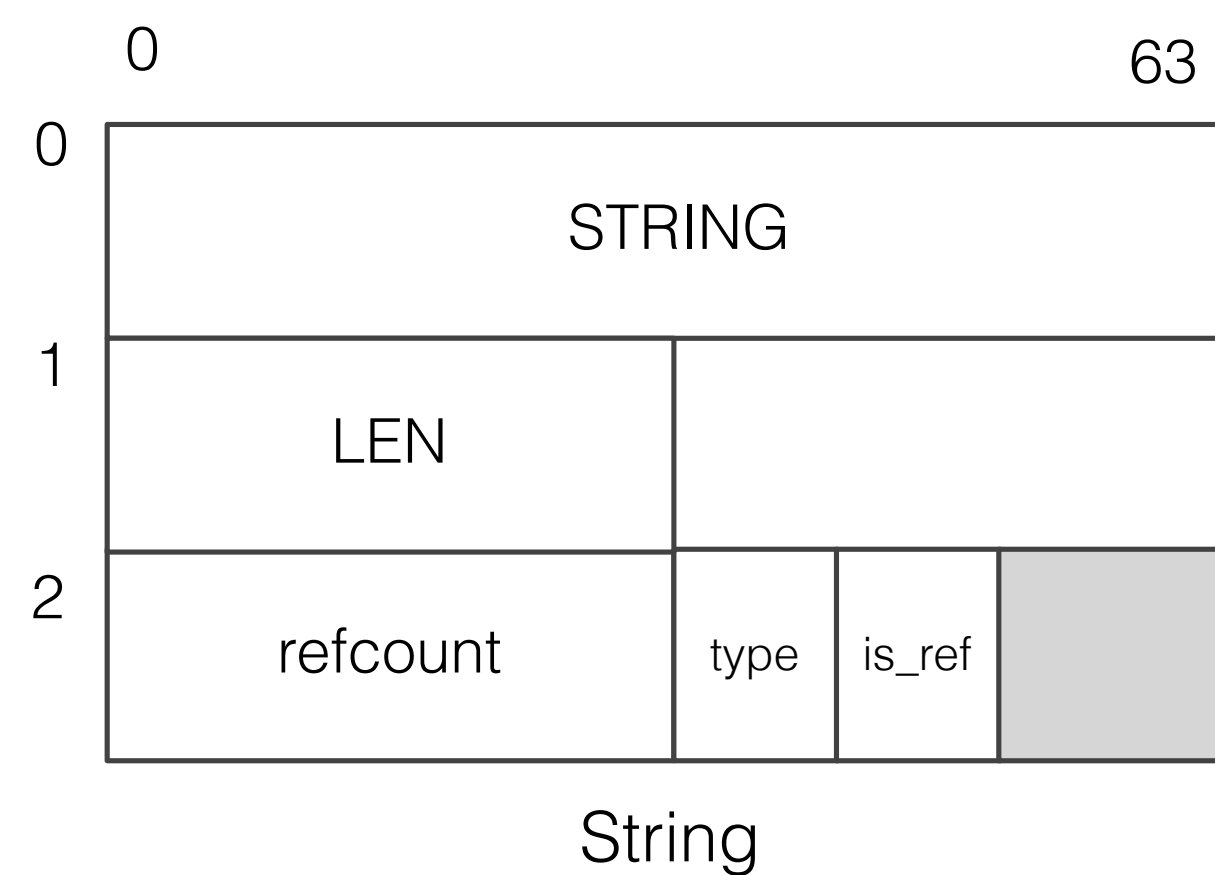 0 63
0
STRING
1
LEN
2
refcount type is_ref
String